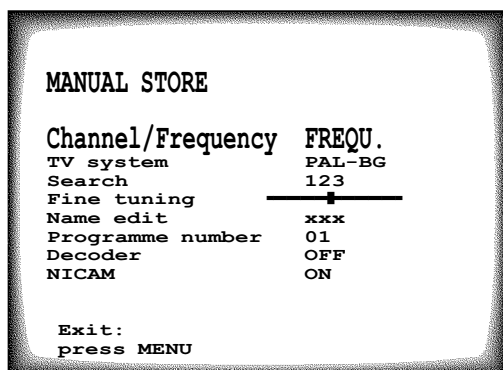 MANUAL STORE
Channel/Frequency FREQU.
TV system PAL-BG
Search 123
Fine tuning
Name edit xxx
Programme number 01
Decoder OFF
NICAM ON
Exit:
press MENU